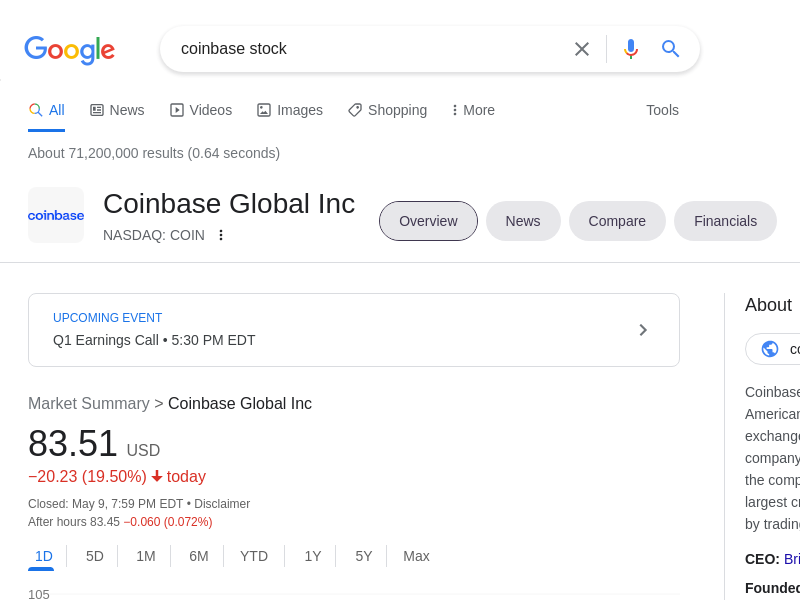 Google
coinbase stock
All
News
Videos
Images
Shopping
More
Tools
About 71,200,000 results (0.64 seconds)
coinbase
Coinbase Global Inc
NASDAQ: COIN
Overview
News
Compare
Financials
UPCOMING EVENT
Q1 Earnings Call • 5:30 PM EDT
Market Summary > Coinbase Global Inc
83.51 USD
−20.23 (19.50%) today
Closed: May 9, 7:59 PM EDT • Disclaimer
After hours 83.45 −0.060 (0.072%)
1D
5D
1M
6M
YTD
1Y
5Y
Max
105
About
Coinbase
American
exchange
company
the comp
largest
by trading
CEO: Bri
Founded